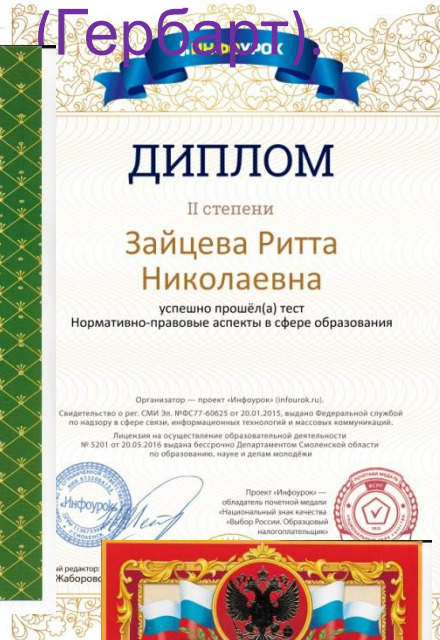 (Гербарт).
ИНФОУРОК
ДИПЛОМ
II степени
Зайцева Ритта
Николаевна
успешно прошёл(а) тест
Нормативно-правовые аспекты в сфере образования
Организатор — проект «Инфоурок» (infourok.ru).
Свидетельство о рег. СМИ Эл. №ФС77-60625 от 20.01.2015, выдано Федеральной службой
по надзору в сфере связи, информационных технологий и массовых коммуникаций.
Лицензия на осуществление образовательной деятельности
№ 5201 от 20.05.2016 выдана бессрочно Департаментом Смоленской области
по образованию, науке и делам молодёжи
«Инфоурок»
Проект «Инфоурок» —
обладатель почетной медали
«Национальный знак качества
«Выбор России. Образцовый
налогоплательщик»
й редактор:
Жаборово